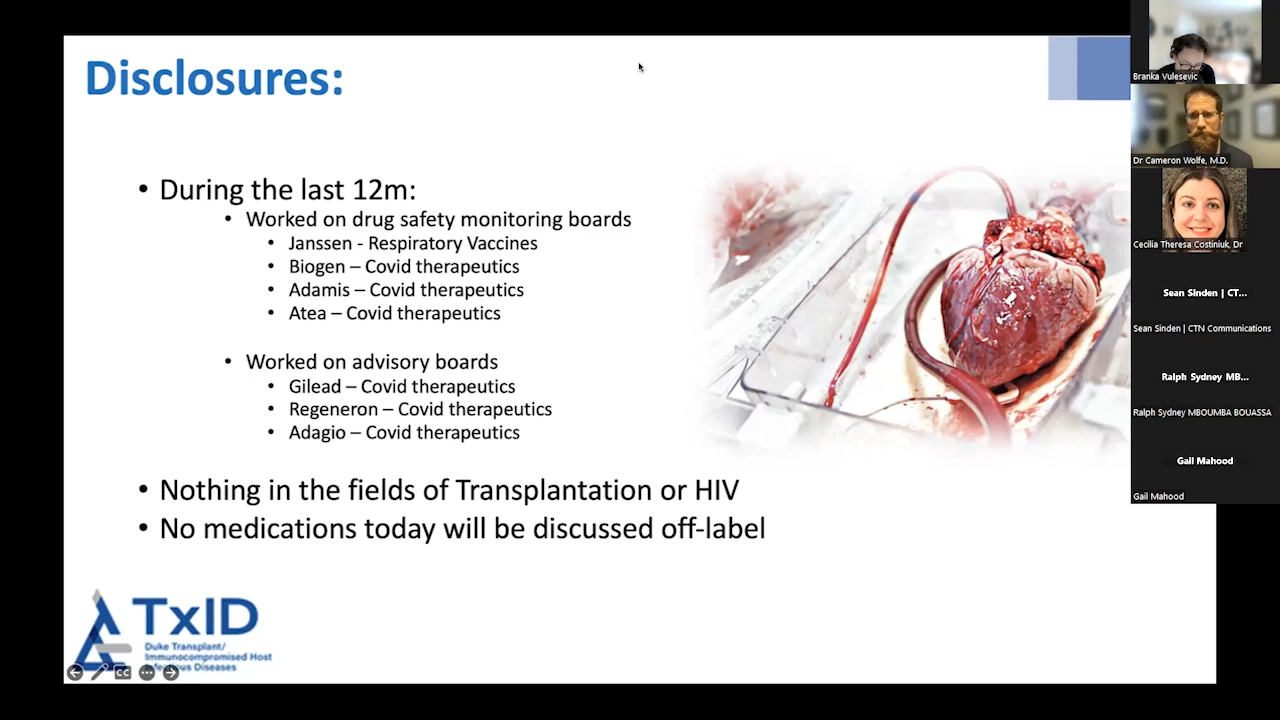 Disclosures:
• During the last 12m:
• Worked on drug safety monitoring boards
• Janssen - Respiratory Vaccines
• Biogen – Covid therapeutics
• Adamis – Covid therapeutics
• Atea – Covid therapeutics
• Worked on advisory boards
• Gilead – Covid therapeutics
• Regeneron – Covid therapeutics
• Adagio – Covid therapeutics
• Nothing in the fields of Transplantation or HIV
• No medications today will be discussed off-label
TxID
Duke Transplant/
Immunocompromised Host
Diseases
CC
Branka Vulesevic
Dr Cameron Wolfe, M.D.
Cecilia Theresa Costiniuk, Dr
Sean Sinden | CT...
Sean Sinden | CTN Communications
Ralph Sydney MB...
Ralph Sydney MBOUMBA BOUASSA
Gail Mahood
Gail Mahood